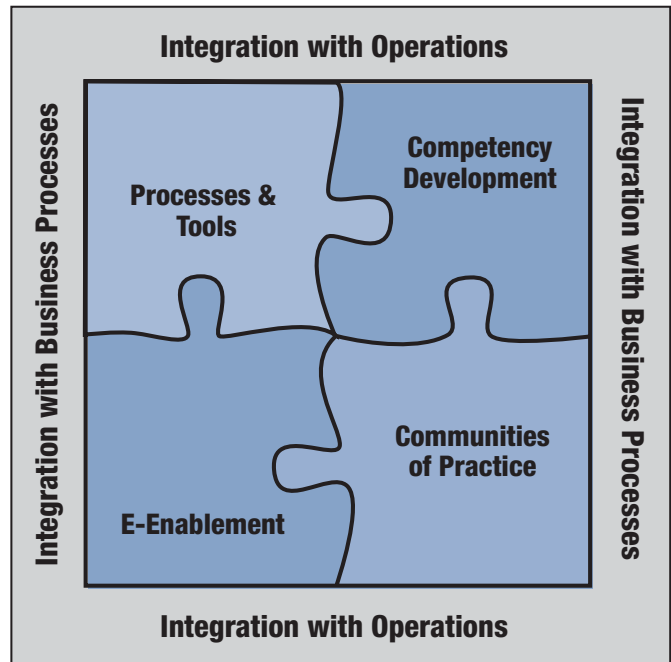 Integration with Operations
Integration with Business Processes
Processes &
Tools
Competency
Development
Integration with Business Processes
E-Enablement
Communities
of Practice
Integration with Operations